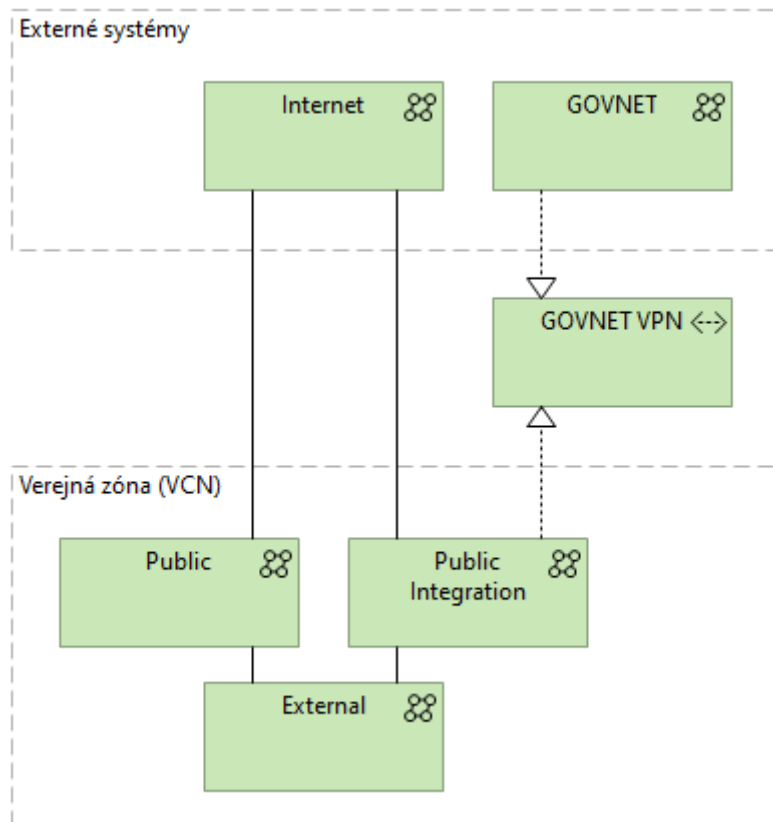 Externé systémy
Internet
GOVNET
GOVNET VPN
Verejná zóna (VCN)
Public
Public
Integration
External